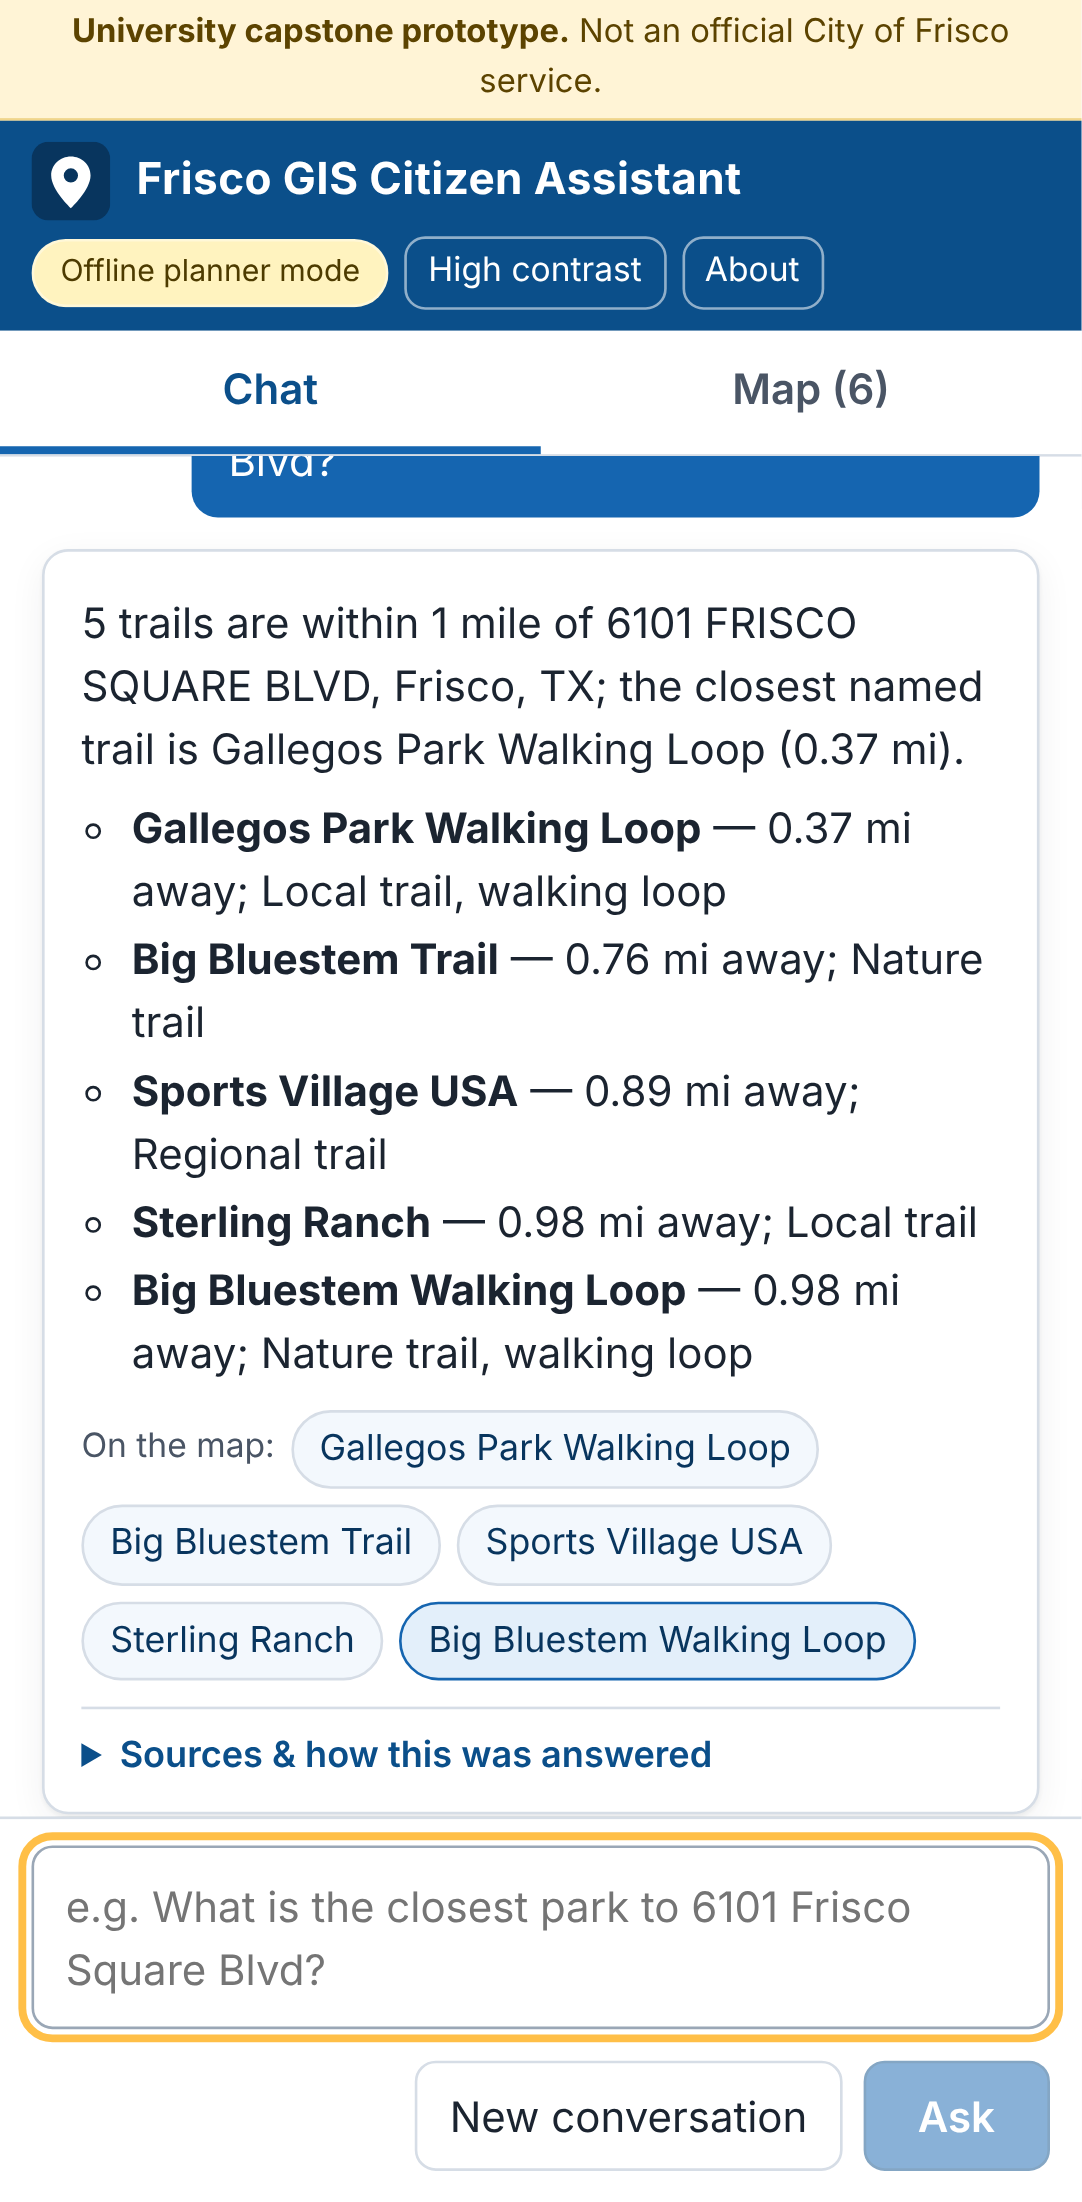 University capstone prototype. Not an official City of Frisco
service.
Frisco GIS Citizen Assistant
Offline planner mode
High contrast
About
Chat
Map (6)
Blvd?
5 trails are within 1 mile of 6101 FRISCO
SQUARE BLVD, Frisco, TX; the closest named
trail is Gallegos Park Walking Loop (0.37 mi).
Gallegos Park Walking Loop — 0.37 mi
away; Local trail, walking loop
Big Bluestem Trail — 0.76 mi away; Nature
trail
Sports Village USA — 0.89 mi away;
Regional trail
Sterling Ranch — 0.98 mi away; Local trail
Big Bluestem Walking Loop — 0.98 mi
away; Nature trail, walking loop
On the map: Gallegos Park Walking Loop
Big Bluestem Trail
Sports Village USA
Sterling Ranch
Big Bluestem Walking Loop
Sources & how this was answered
e.g. What is the closest park to 6101 Frisco
Square Blvd?
New conversation
Ask